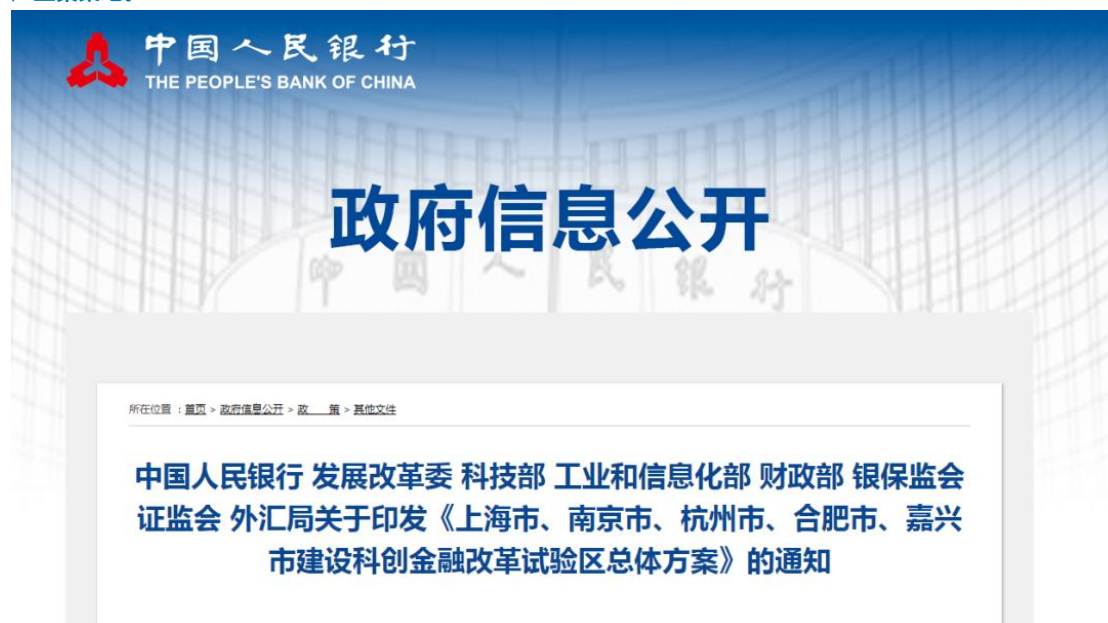 中国人民银行
THE PEOPLE'S BANK OF CHINA
政府信息公开
中国人民银行
所在位置 : 首页 > 政府信息公开 > 政 策 > 其他文件
中国人民银行 发展改革委 科技部 工业和信息化部 财政部 银保监会
证监会 外汇局关于印发《上海市、南京市、杭州市、合肥市、嘉兴
市建设科创金融改革试验区总体方案》的通知